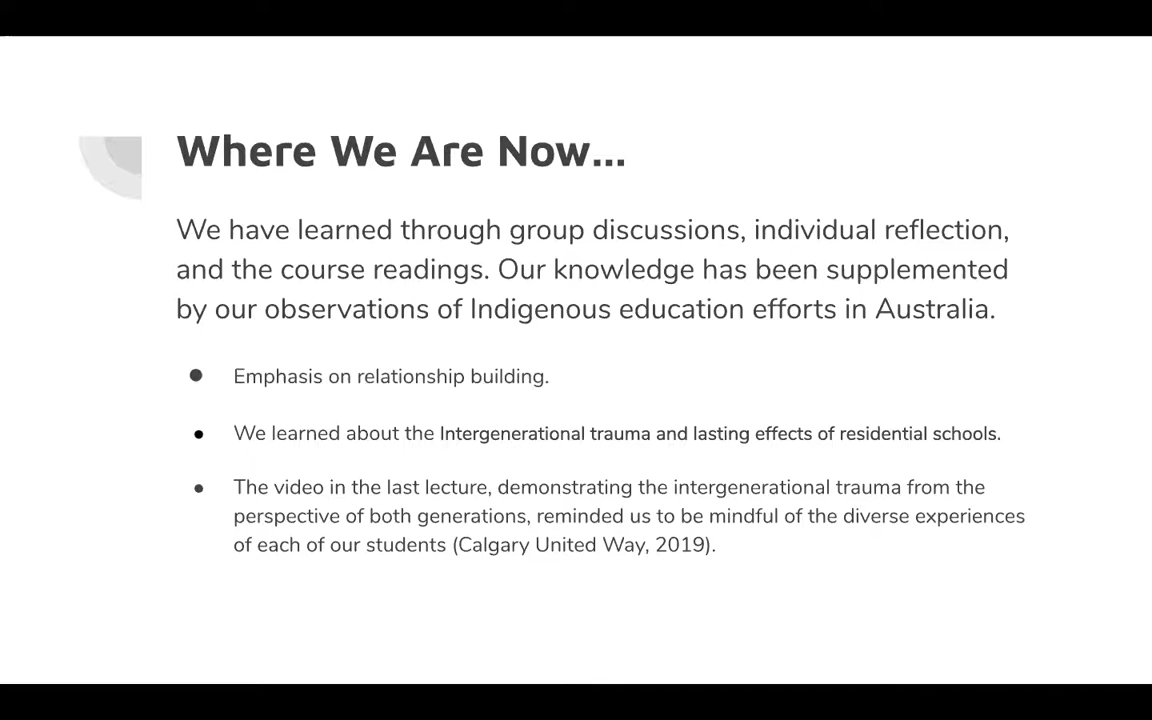 Where We Are Now...
We have learned through group discussions, individual reflection,
and the course readings. Our knowledge has been supplemented
by our observations of Indigenous education efforts in Australia.
● Emphasis on relationship building.
● We learned about the Intergenerational trauma and lasting effects of residential schools.
● The video in the last lecture, demonstrating the intergenerational trauma from the
perspective of both generations, reminded us to be mindful of the diverse experiences
of each of our students (Calgary United Way, 2019).